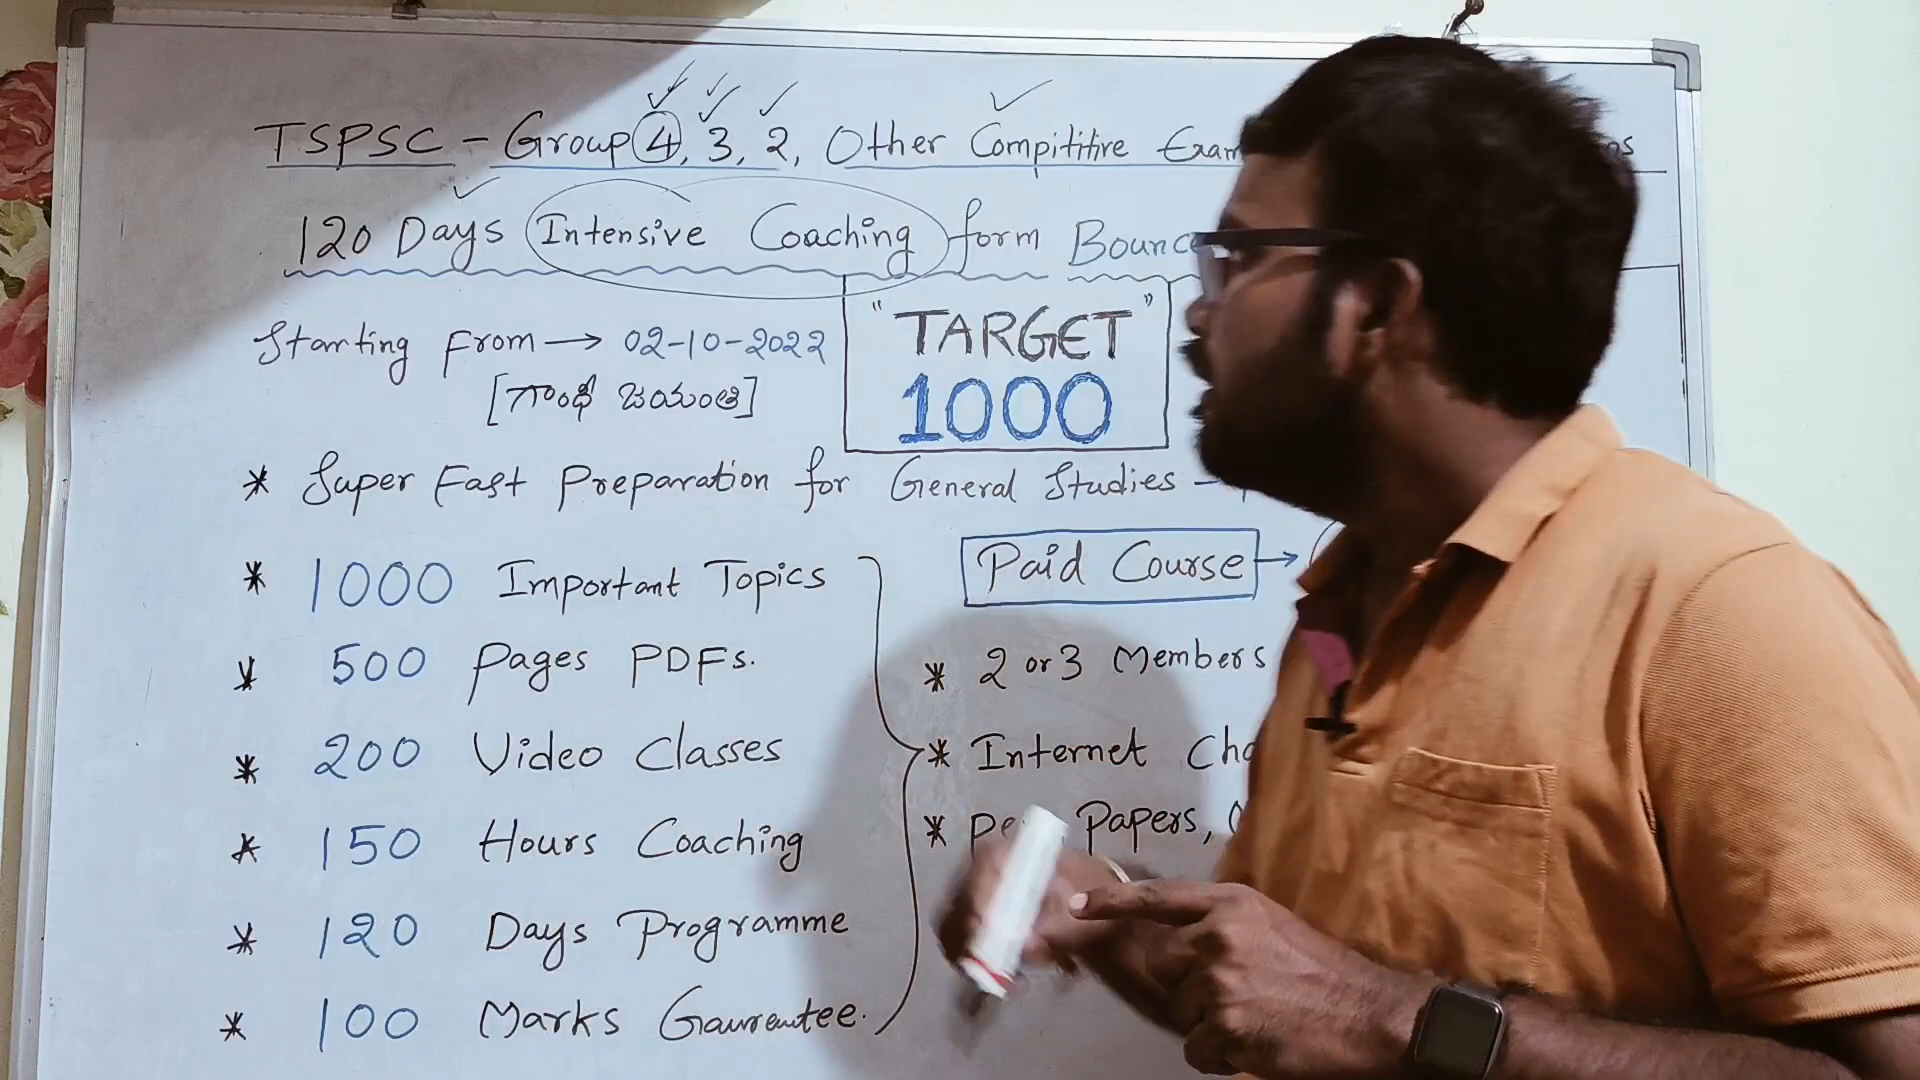 TSPSC - Group 4, 3, 2, Other Compititive Exam
120 Days Intensive Coaching form
Starting From → 02-10-2022
[గాంధీ జయంతి]
"TARGET"
1000
* Super Fast Preparation for General Studies -
* 1000 Important Topics
* 500 Pages PDFs.
* 200 Video Classes
* 150 Hours Coaching
* 120 Days Programme
* 100 Marks Gaurentee.
Paid Course →
* 2 or 3 Members
* Internet
* Papers,